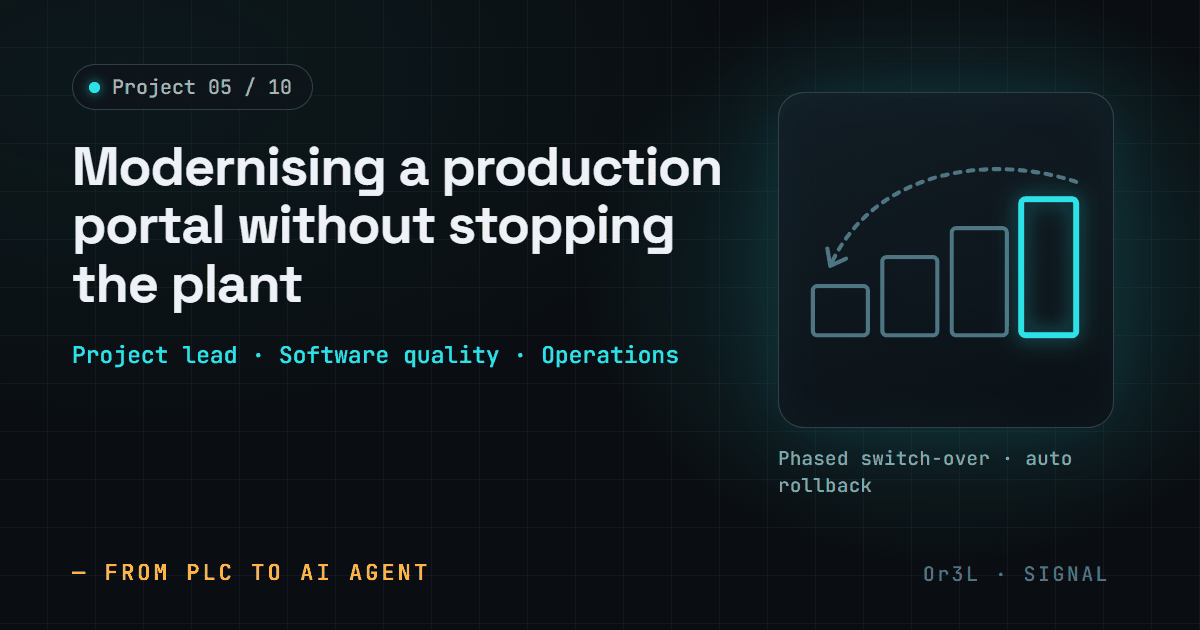 Project 05 / 10
Modernising a production
portal without stopping
the plant
Project lead · Software quality · Operations
Phased switch-over · auto
rollback
— FROM PLC TO AI AGENT
Or3L · SIGNAL